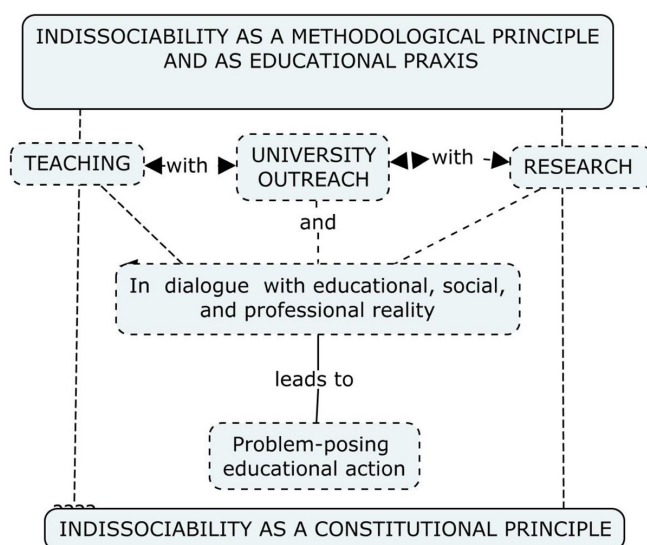 INDISSOCIABILITY AS A METHODOLOGICAL PRINCIPLE
AND AS EDUCATIONAL PRAXIS
TEACHING
with
UNIVERSITY
OUTREACH
with
RESEARCH
and
In dialogue with educational, social,
and professional reality
leads to
Problem-posing
educational action
INDISSOCIABILITY AS A CONSTITUTIONAL PRINCIPLE